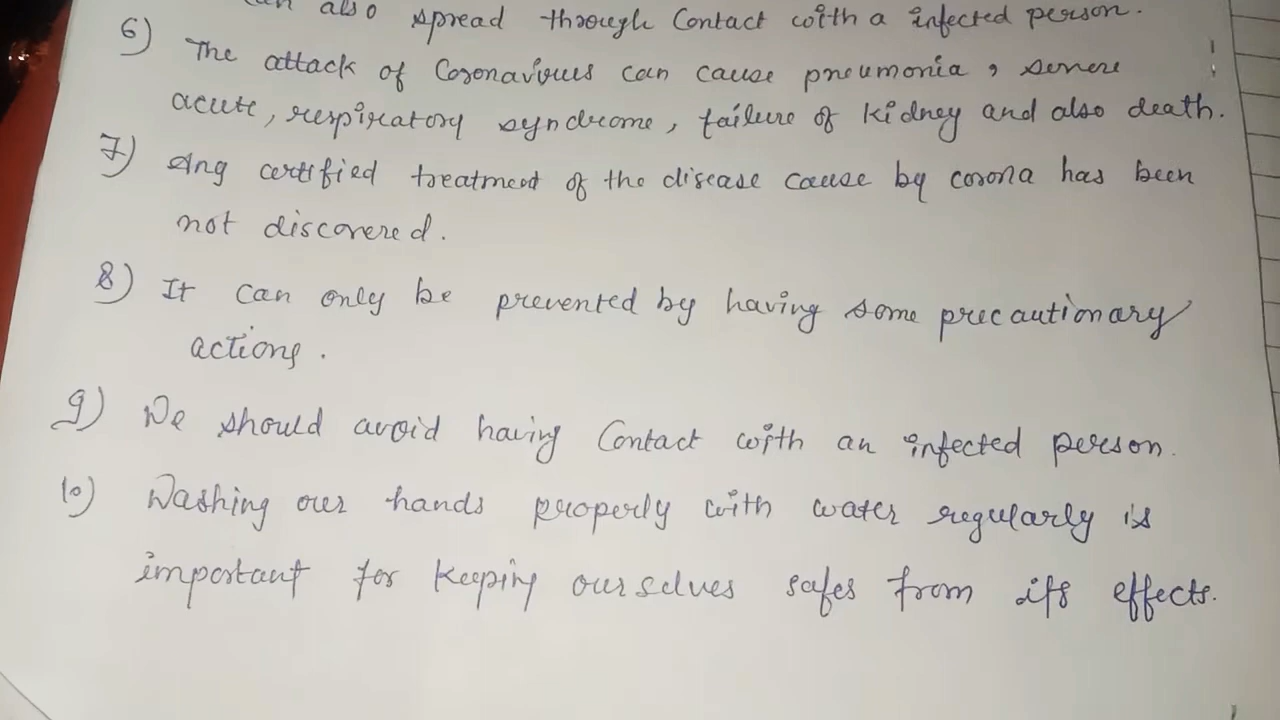 can also spread through Contact with a infected person.
6) The attack of Coronavirus can cause pneumonia, servere
acute, respiratory syndrome, failure of kidney and also death.
7) Any certified treatment of the disease cause by corona has been
not discovered.
8) It can only be prevented by having some precautionary
actions.
9) We should avoid having Contact with an infected person.
10) Washing our hands properly with water regularly is
important for keeping ourselves safes from its effects.